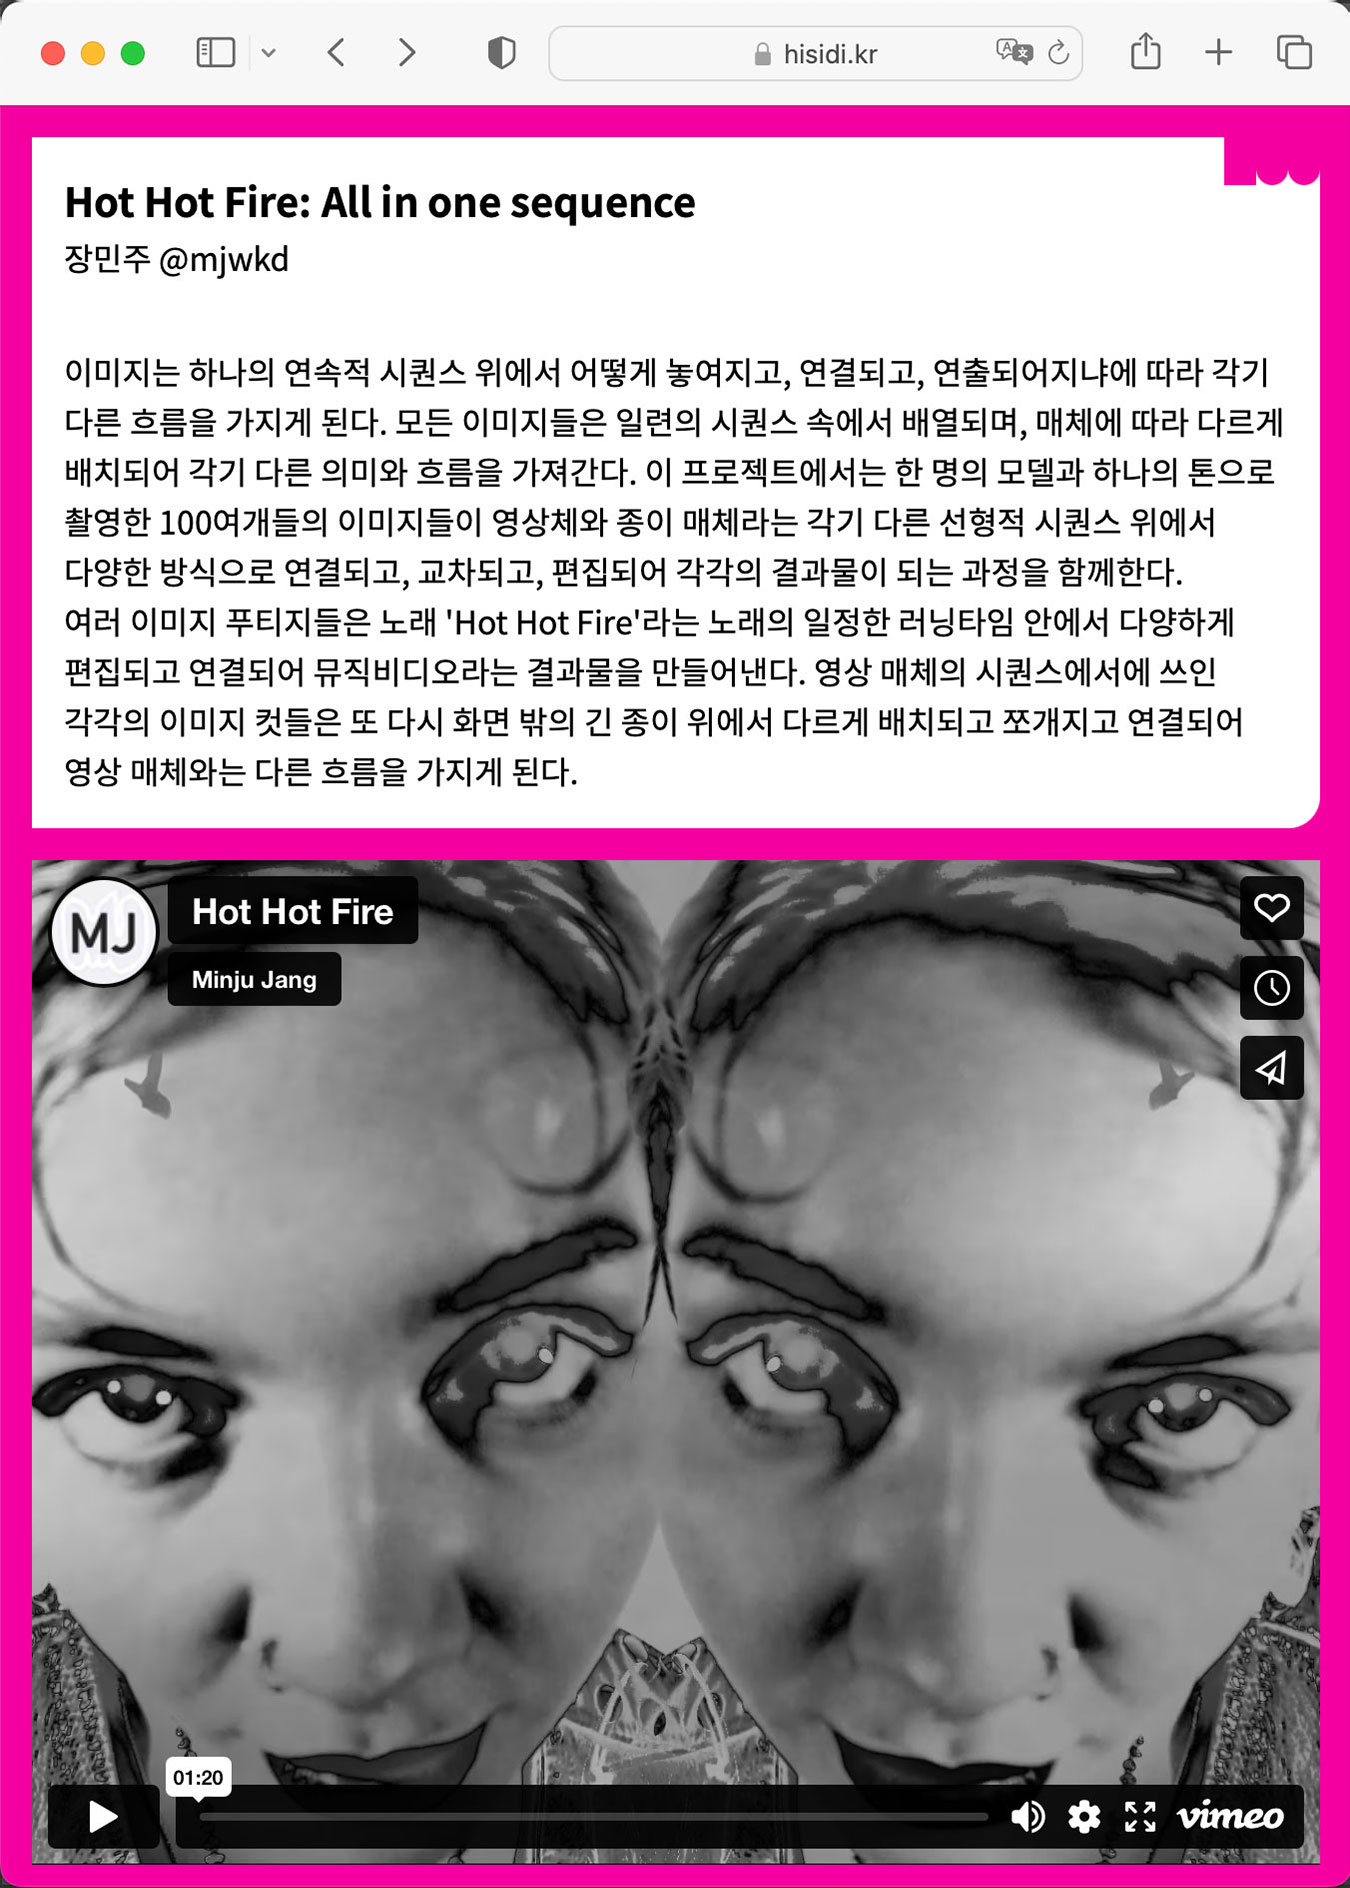 hisidi.kr
Hot Hot Fire: All in one sequence
장민주 @mjwkd
이미지는 하나의 연속적 시퀀스 위에서 어떻게 놓여지고, 연결되고, 연출되어지냐에 따라 각기
다른 흐름을 가지게 된다. 모든 이미지들은 일련의 시퀀스 속에서 배열되며, 매체에 따라 다르게
배치되어 각기 다른 의미와 흐름을 가져간다. 이 프로젝트에서는 한 명의 모델과 하나의 톤으로
촬영한 100여개들의 이미지들이 영상체와 종이 매체라는 각기 다른 선형적 시퀀스 위에서
다양한 방식으로 연결되고, 교차되고, 편집되어 각각의 결과물이 되는 과정을 함께한다.
여러 이미지 푸티지들은 노래 'Hot Hot Fire'라는 노래의 일정한 러닝타임 안에서 다양하게
편집되고 연결되어 뮤직비디오라는 결과물을 만들어낸다. 영상 매체의 시퀀스에서에 쓰인
각각의 이미지 컷들은 또 다시 화면 밖의 긴 종이 위에서 다르게 배치되고 쪼개지고 연결되어
영상 매체와는 다른 흐름을 가지게 된다.
MJ
Hot Hot Fire
Minju Jang
01:20
vimeo